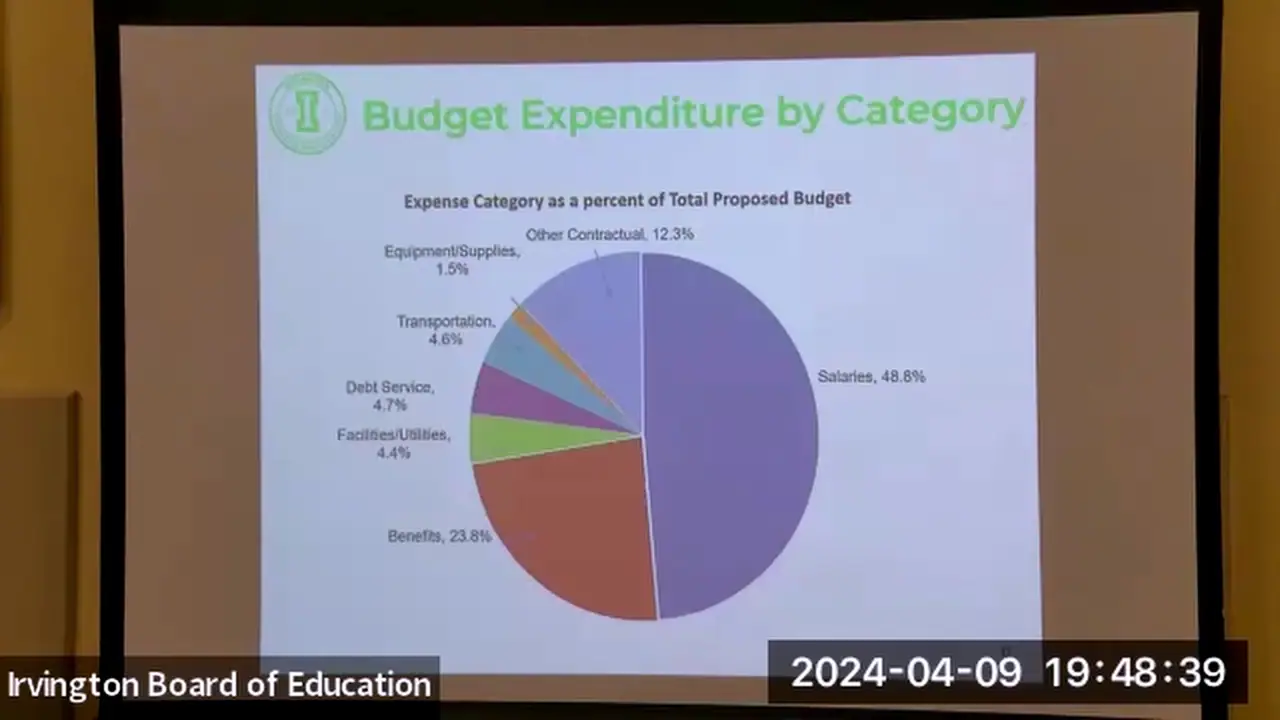 Budget Expenditure by Category
Expense Category as a percent of Total Proposed Budget
Other Contractual, 12.3%
Equipment/Supplies,
1.5%
Transportation,
4.6%
Salaries, 48.8%
Debt Service,
4.7%
Facilities/Utilities,
4.4%
Benefits, 23.8%
Irvington Board of Education
2024-04-09 19:48:39